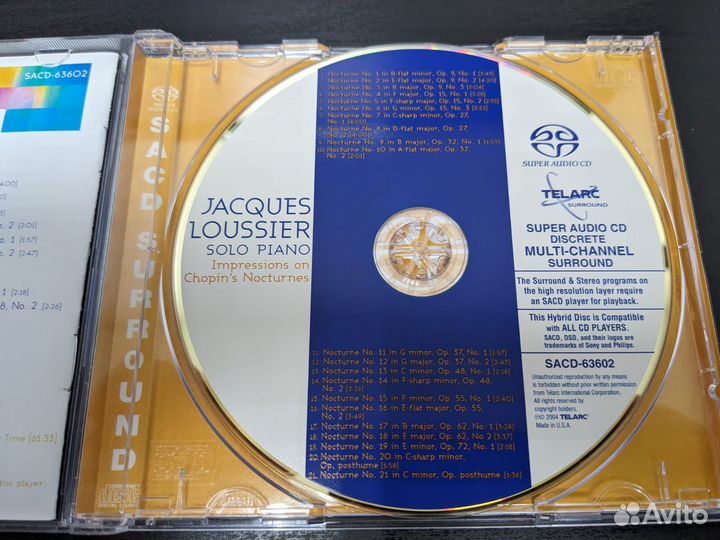 SACD-63602
4:00]
0]
o. 2 [2:01]
o. 1 [1:57]
o. 2 [2:47]
1 [2:18]
8, No. 2 [2:26]
Time [61:33]
disc player.
SACD SURROUND
COMPACT
disc
DIGITAL AUDIO
1. Nocturne No. 1 in B-flat minor, Op. 9, No. 1
2. Nocturne No. 2 in E-flat major, Op. 9, No. 2 [4:20]
3. Nocturne No. 3 in B major, Op. 9, No. 3 [5:04]
4. Nocturne No. 4 in F major, Op. 15, No. 1
5. Nocturne No. 5 in F-sharp major, Op. 15, No. 2
6. Nocturne No. 6 in G minor, Op. 15, No. 3
7. Nocturne No. 7 in C-sharp minor, Op. 27,
No. 1 [4:00]
8. Nocturne No. 8 in D-flat major, Op. 27,
No. 2 [4:00]
9. Nocturne No. 9 in B major, Op. 32, No. 1
10. Nocturne No. 10 in A-flat major, Op. 32,
No. 2 [2:01]
JACQUES
LOUSSIER
SOLO PIANO
Impressions on
Chopin's Nocturnes
11. Nocturne No. 11 in G minor, Op. 37, No. 1 [1:57]
12. Nocturne No. 12 in G major, Op. 37, No. 2 [2:47]
13. Nocturne No. 13 in C minor, Op. 48, No. 1 [2:18]
14. Nocturne No. 14 in F-sharp minor, Op. 48,
No. 2 [2:26]
15. Nocturne No. 15 in F minor, Op. 55, No. 1 [2:40]
16. Nocturne No. 16 in E-flat major, Op. 55,
No. 2 [3:49]
17. Nocturne No. 17 in B major, Op. 62, No. 1 [3:26]
18. Nocturne No. 18 in E major, Op. 62, No. 2 [3:37]
19. Nocturne No. 19 in E minor, Op. 72, No. 1 [2:18]
20. Nocturne No. 20 in C-sharp minor,
Op. posthume [1:58]
21. Nocturne No. 21 in C minor, Op. posthume [1:36]
SUPER AUDIO CD
TELARC
SURROUND
SUPER AUDIO CD
DISCRETE
MULTI-CHANNEL
SURROUND
The Surround & Stereo programs on
the high resolution layer require
an SACD player for playback.
This Hybrid Disc is Compatible
with ALL CD PLAYERS.
SACD, DSD, and their logos are
trademarks of Sony and Philips.
SACD-63602
Unauthorized reproduction by any means
is forbidden without prior written permission
from Telarc International Corporation.
All rights reserved by
copyright holders.
©℗ 2004 TELARC
Made in U.S.A.
Avito